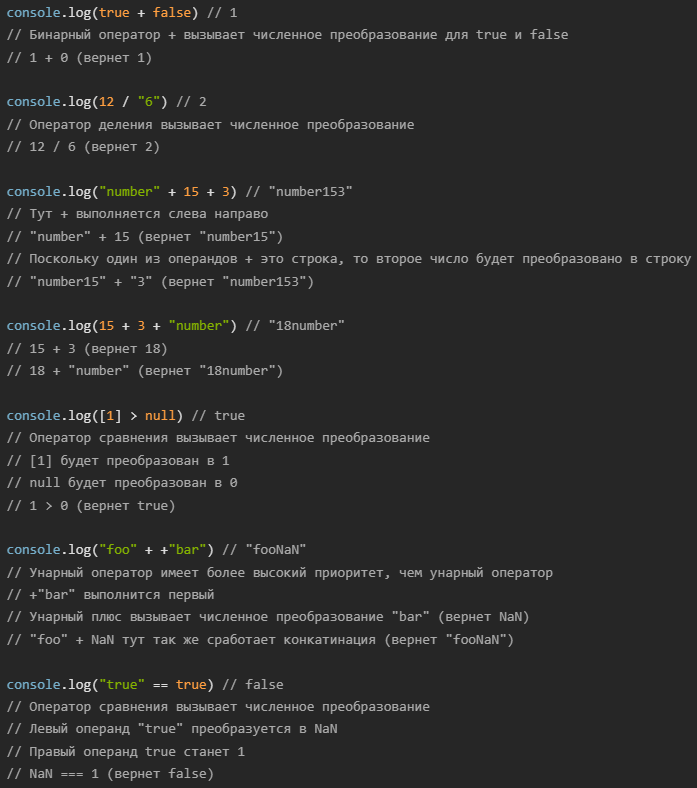 console.log(true + false) // 1
// Бинарный оператор + вызывает численное преобразование для true и false
// 1 + 0 (вернет 1)
console.log(12 / "6") // 2
// Оператор деления вызывает численное преобразование
// 12 / 6 (вернет 2)
console.log("number" + 15 + 3) // "number153"
// Тут + выполняется слева направо
// "number" + 15 (вернет "number15")
// Поскольку один из операндов + это строка, то второе число будет преобразовано в строку
// "number15" + "3" (вернет "number153")
console.log(15 + 3 + "number") // "18number"
// 15 + 3 (вернет 18)
// 18 + "number" (вернет "18number")
console.log([1] > null) // true
// Оператор сравнения вызывает численное преобразование
// [1] будет преобразован в 1
// null будет преобразован в 0
// 1 > 0 (вернет true)
console.log("foo" + +"bar") // "fooNaN"
// Унарный оператор имеет более высокий приоритет, чем унарный оператор
// +"bar" выполнится первый
// Унарный плюс вызывает численное преобразование "bar" (вернет NaN)
// "foo" + NaN тут так же сработает конкатинация (вернет "fooNaN")
console.log("true" == true) // false
// Оператор сравнения вызывает численное преобразование
// Левый операнд "true" преобразуется в NaN
// Правый операнд true станет 1
// NaN === 1 (вернет false)